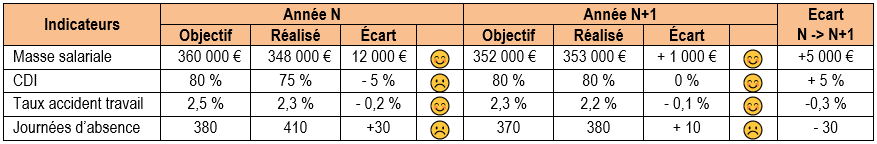 Indicateurs Année N Année N+1 Ecart
N -> N+1
Objectif Réalisé Écart Objectif Réalisé Écart
Masse salariale 360 000 € 348 000 € 12 000 € 352 000 € 353 000 € + 1 000 € +5 000 €
CDI 80 % 75 % - 5 % 80 % 80 % 0 % + 5 %
Taux accident travail 2,5 % 2,3 % - 0,2 % 2,3 % 2,2 % - 0,1 % -0,3 %
Journées d'absence 380 410 +30 370 380 + 10 - 30